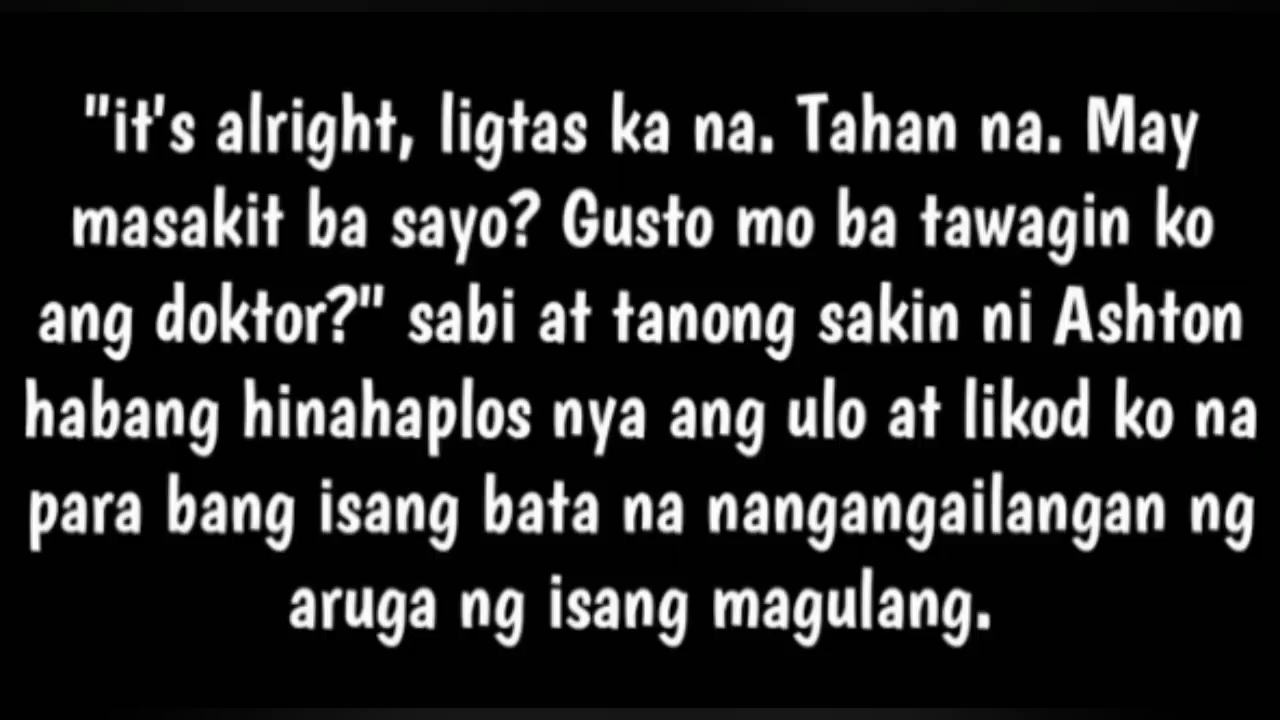 "it's alright, ligtas ka na. Tahan na. May
masakit ba sayo? Gusto mo ba tawagin ko
ang doktor?" sabi at tanong sakin ni Ashton
habang hinahaplos nya ang ulo at likod ko na
para bang isang bata na nangangailangan ng
aruga ng isang magulang.